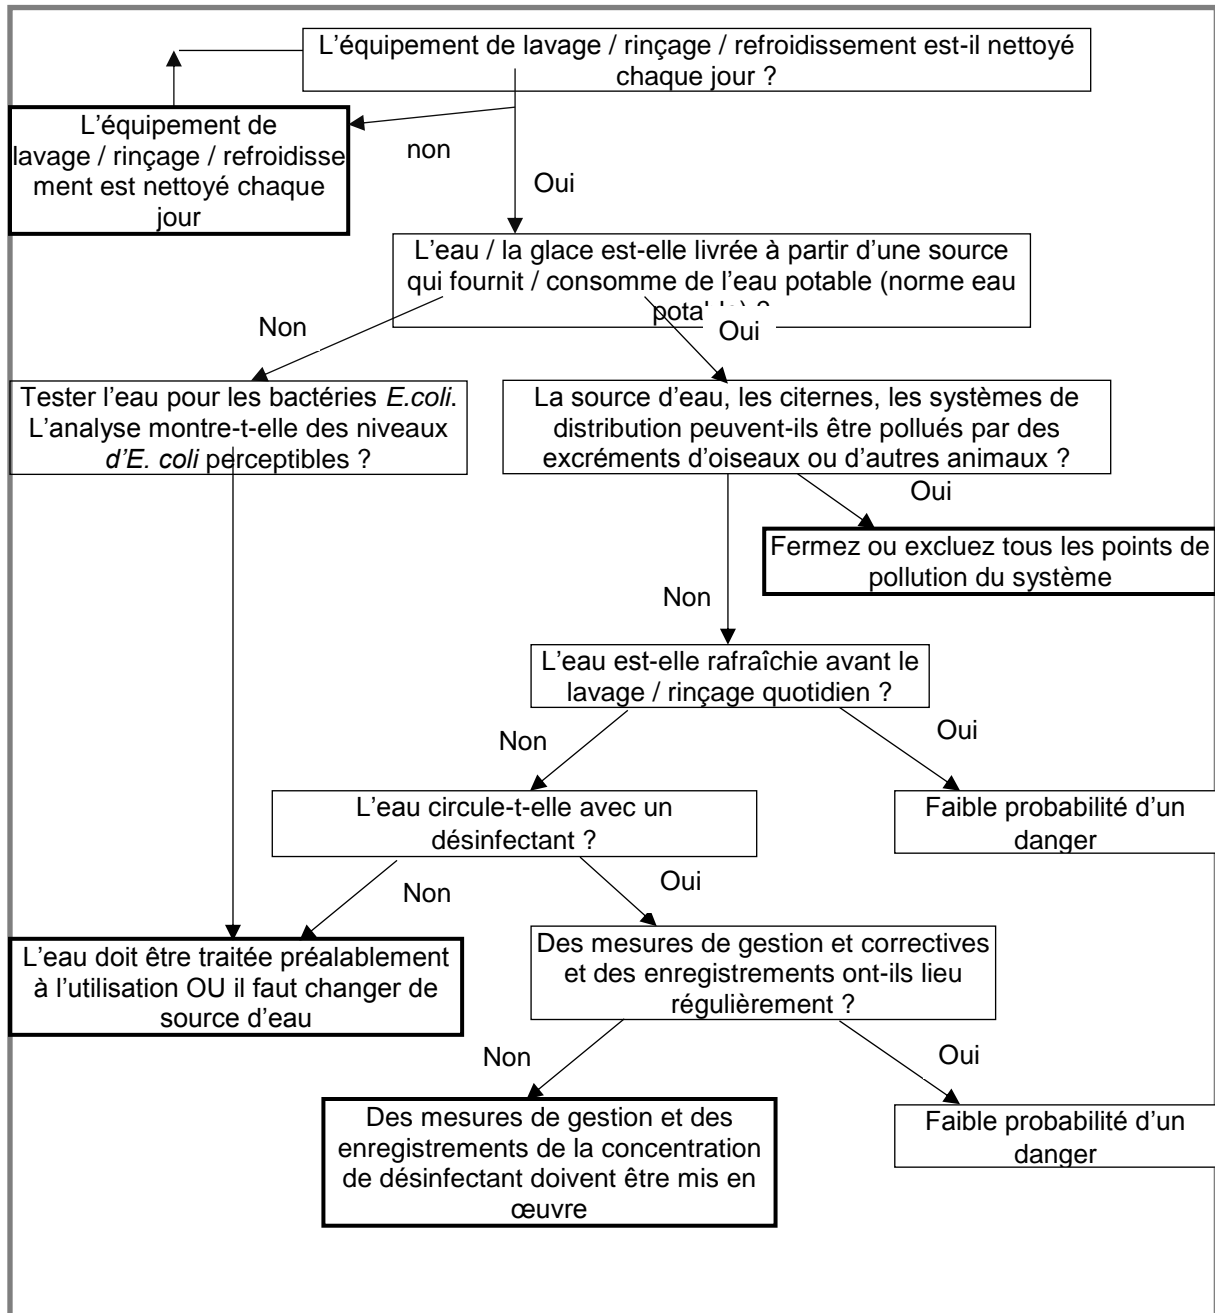 L'équipement de lavage / rinçage / refroidissement est-il nettoyé
chaque jour ?
L'équipement de
lavage / rinçage / refroidisse
ment est nettoyé chaque
jour
non
Oui
L'eau / la glace est-elle livrée à partir d'une source
qui fournit / consomme de l'eau potable (norme eau
Non
Oui
Tester l'eau pour les bactéries E.coli.
L'analyse montre-t-elle des niveaux
d'E. coli perceptibles ?
La source d'eau, les citernes, les systèmes de
distribution peuvent-ils être pollués par des
excréments d'oiseaux ou d'autres animaux ?
Oui
Fermez ou excluez tous les points de
pollution du système
Non
L'eau est-elle rafraîchie avant le
lavage / rinçage quotidien ?
Non
Oui
L'eau circule-t-elle avec un
désinfectant ?
Faible probabilité d'un
danger
Non
Oui
L'eau doit être traitée préalablement
à l'utilisation OU il faut changer de
source d'eau
Des mesures de gestion et correctives
et des enregistrements ont-ils lieu
régulièrement ?
Non
Oui
Des mesures de gestion et des
enregistrements de la concentration
de désinfectant doivent être mis en
œuvre
Faible probabilité d'un
danger